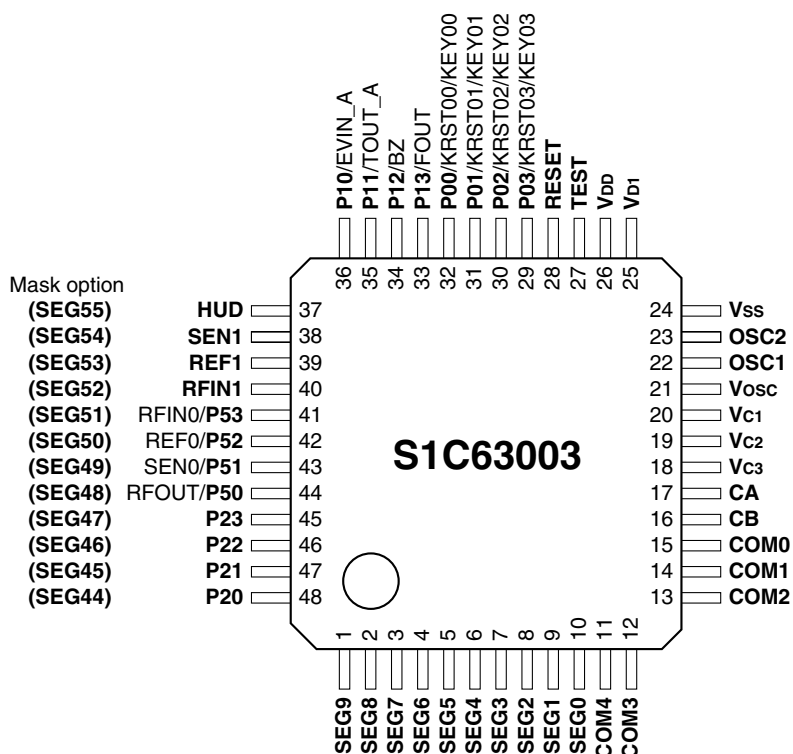 P10/EVIN_A
P11/TOUT_A
P12/BZ
P13/FOUT
P00/KRST00/KEY00
P01/KRST01/KEY01
P02/KRST02/KEY02
P03/KRST03/KEY03
RESET
TEST
VDD
VD1
36
35
34
33
32
31
30
29
28
27
26
25
Mask option
(SEG55) HUD 37
(SEG54) SEN1 38
(SEG53) REF1 39
(SEG52) RFIN1 40
(SEG51) RFIN0/P53 41
(SEG50) REF0/P52 42
(SEG49) SEN0/P51 43
(SEG48) RFOUT/P50 44
(SEG47) P23 45
(SEG46) P22 46
(SEG45) P21 47
(SEG44) P20 48
S1C63003
24 VSS
23 OSC2
22 OSC1
21 VOSC
20 VC1
19 VC2
18 VC3
17 CA
16 CB
15 COM0
14 COM1
13 COM2
1
2
3
4
5
6
7
8
9
10
11
12
SEG9
SEG8
SEG7
SEG6
SEG5
SEG4
SEG3
SEG2
SEG1
SEG0
COM4
COM3